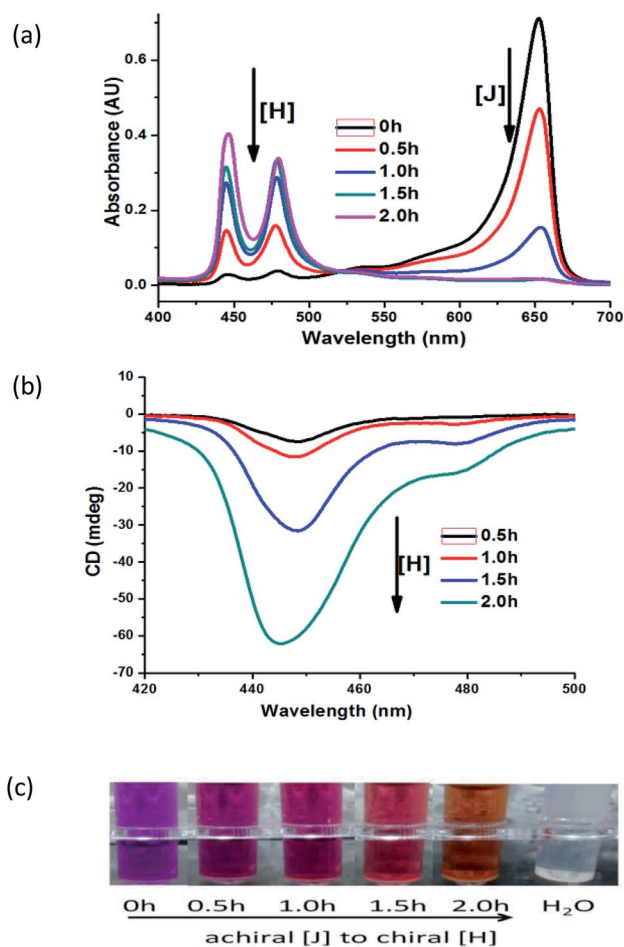 (a)
Absorbance (AU)
0.6
0.4
0.2
0.0
[H]
[J]
0h
0.5h
1.0h
1.5h
2.0h
400 450 500 550 600 650 700
Wavelength (nm)
(b)
CD (mdeg)
10
0
-10
-20
-30
-40
-50
-60
-70
[H]
0.5h
1.0h
1.5h
2.0h
420 440 460 480 500
Wavelength (nm)
(c)
0h 0.5h 1.0h 1.5h 2.0h H₂O
achiral [J] to chiral [H]